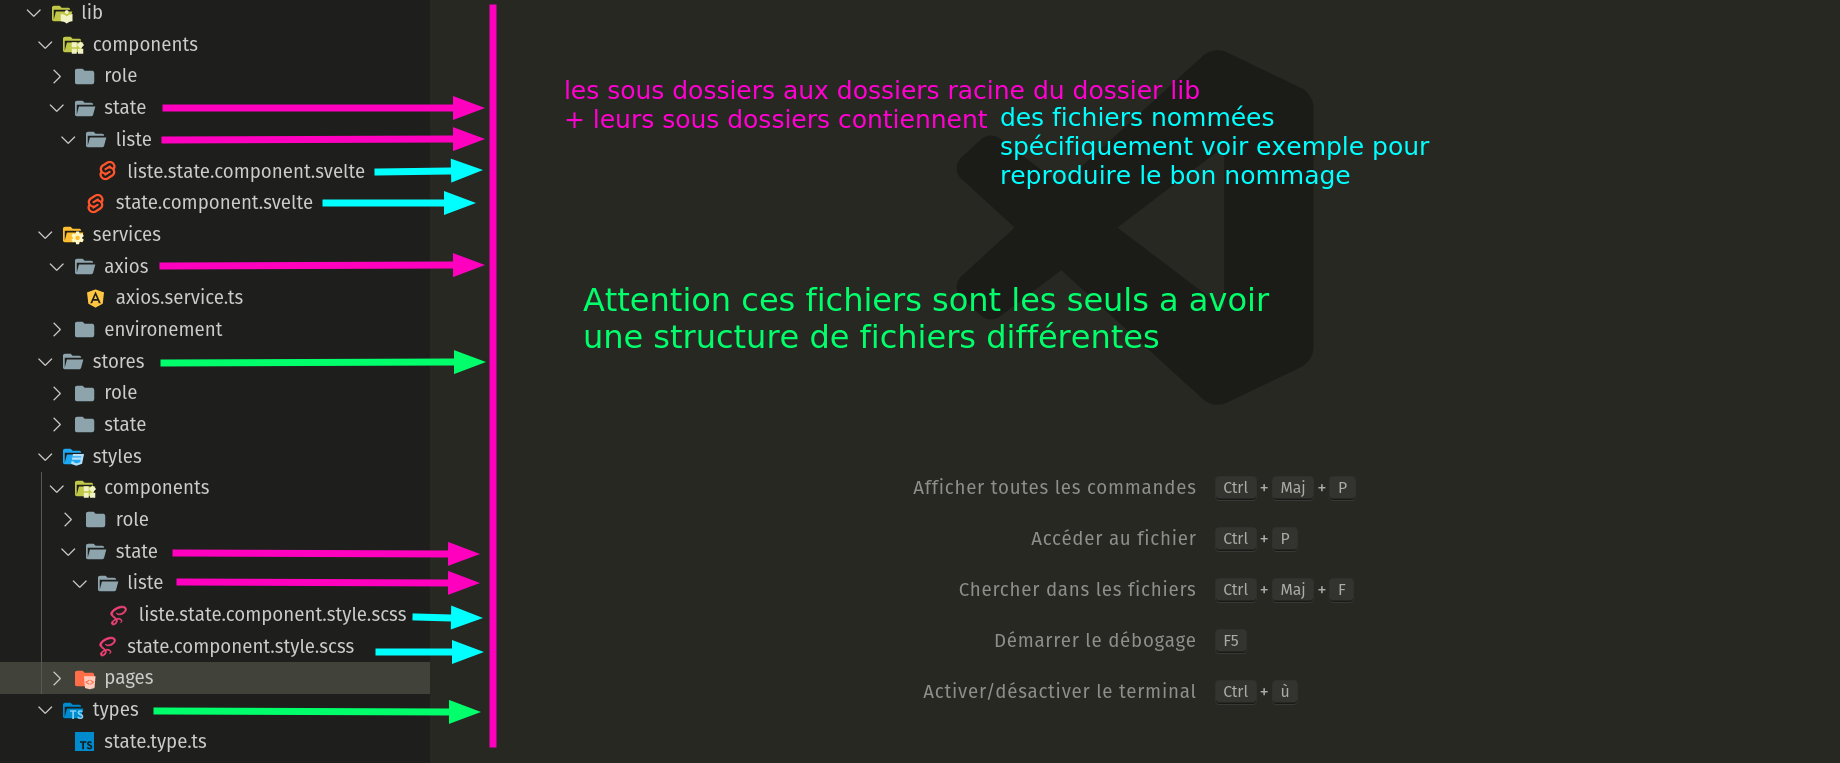 lib
components
role
state
liste
liste.state.component.svelte
state.component.svelte
services
axios
axios.service.ts
environement
stores
role
state
styles
components
role
state
liste
liste.state.component.style.scss
state.component.style.scss
pages
types
TS
state.type.ts
les sous dossiers aux dossiers racine du dossier lib
+ leurs sous dossiers contiennent
des fichiers nommées
spécifiquement voir exemple pour
reproduire le bon nommage
Attention ces fichiers sont les seuls a avoir
une structure de fichiers différentes
Afficher toutes les commandes Ctrl + Maj + P
Accéder au fichier Ctrl + P
Chercher dans les fichiers Ctrl + Maj + F
Démarrer le débogage F5
Activer/désactiver le terminal Ctrl + ù